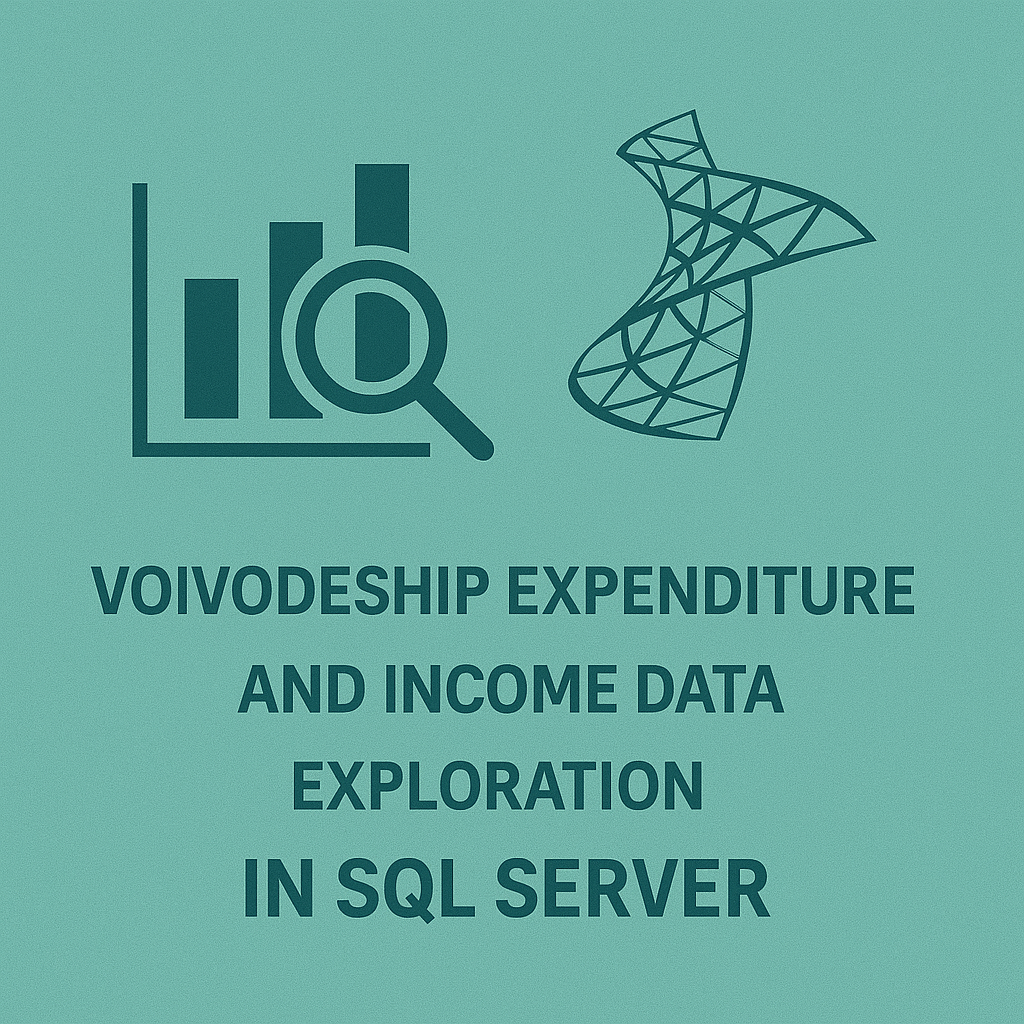 VOIVODESHIP EXPENDITURE
AND INCOME DATA
EXPLORATION
IN SQL SERVER